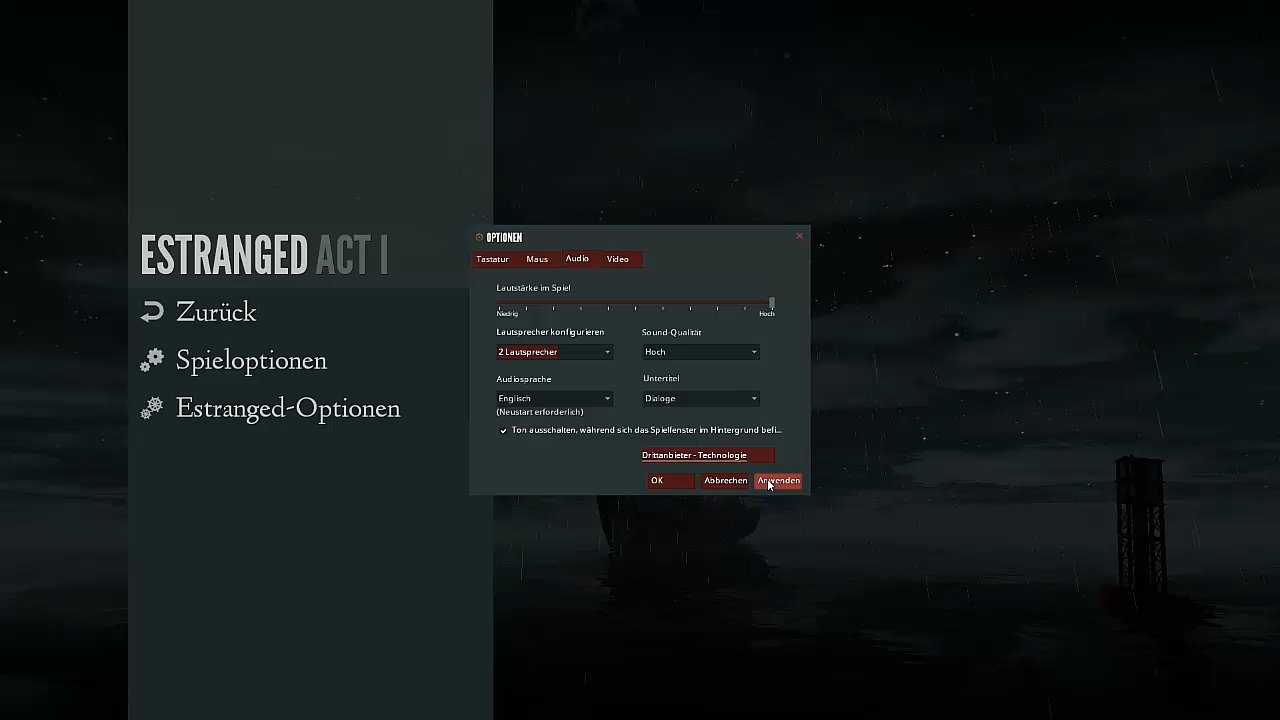 ESTRANGED ACT I
Zurück
Spieloptionen
Estranged-Optionen
OPTIONEN
Tastatur Maus Audio Video
Lautstärke im Spiel
Niedrig Hoch
Lautsprecher konfigurieren Sound-Qualität
2 Lautsprecher Hoch
Audiosprache Untertitel
Englisch Dialoge
(Neustart erforderlich)
Ton ausschalten, während sich das Spielfenster im Hintergrund befi...
Drittanbieter - Technologie
OK Abbrechen Anwenden